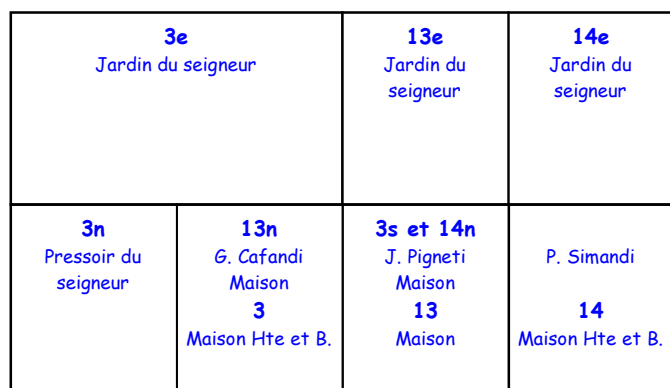 3e
Jardin du seigneur
13e
Jardin du
seigneur
14e
Jardin du
seigneur
3n
Pressoir du
seigneur
13n
G. Cafandi
Maison
3
Maison Hte et B.
3s et 14n
J. Pigneti
Maison
13
Maison
P. Simandi
14
Maison Hte et B.